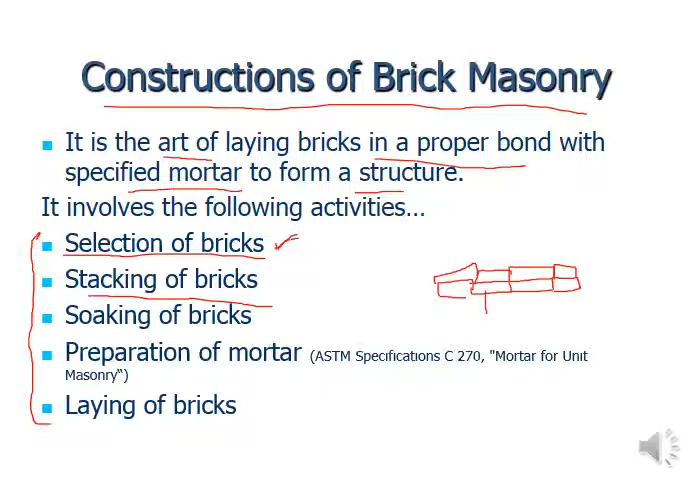 Constructions of Brick Masonry
It is the art of laying bricks in a proper bond with
specified mortar to form a structure.
It involves the following activities...
Selection of bricks
Stacking of bricks
Soaking of bricks
Preparation of mortar (ASTM Specifications C 270, "Mortar for Unit
Masonry“)
Laying of bricks